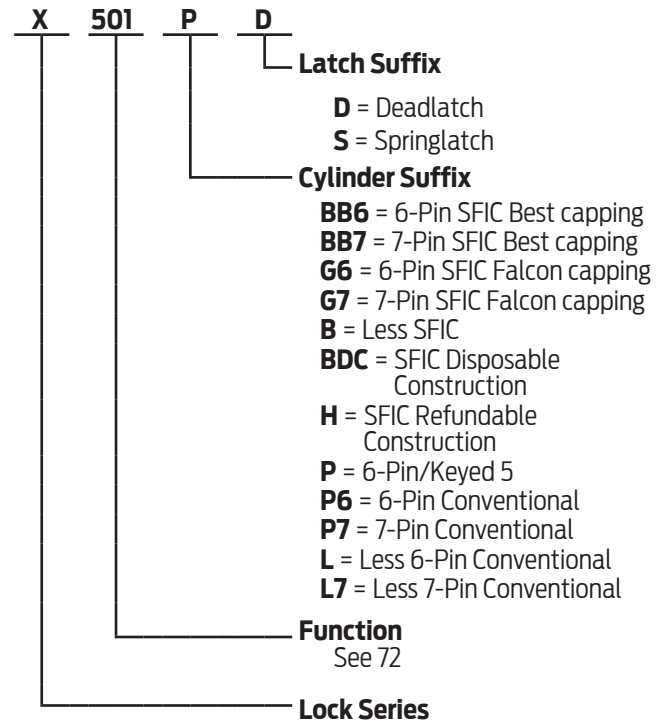 X 501 P D
Latch Suffix
D = Deadlatch
S = Springlatch
Cylinder Suffix
BB6 = 6-Pin SFIC Best capping
BB7 = 7-Pin SFIC Best capping
G6 = 6-Pin SFIC Falcon capping
G7 = 7-Pin SFIC Falcon capping
B = Less SFIC
BDC = SFIC Disposable
Construction
H = SFIC Refundable
Construction
P = 6-Pin/Keyed 5
P6 = 6-Pin Conventional
P7 = 7-Pin Conventional
L = Less 6-Pin Conventional
L7 = Less 7-Pin Conventional
Function
See 72
Lock Series